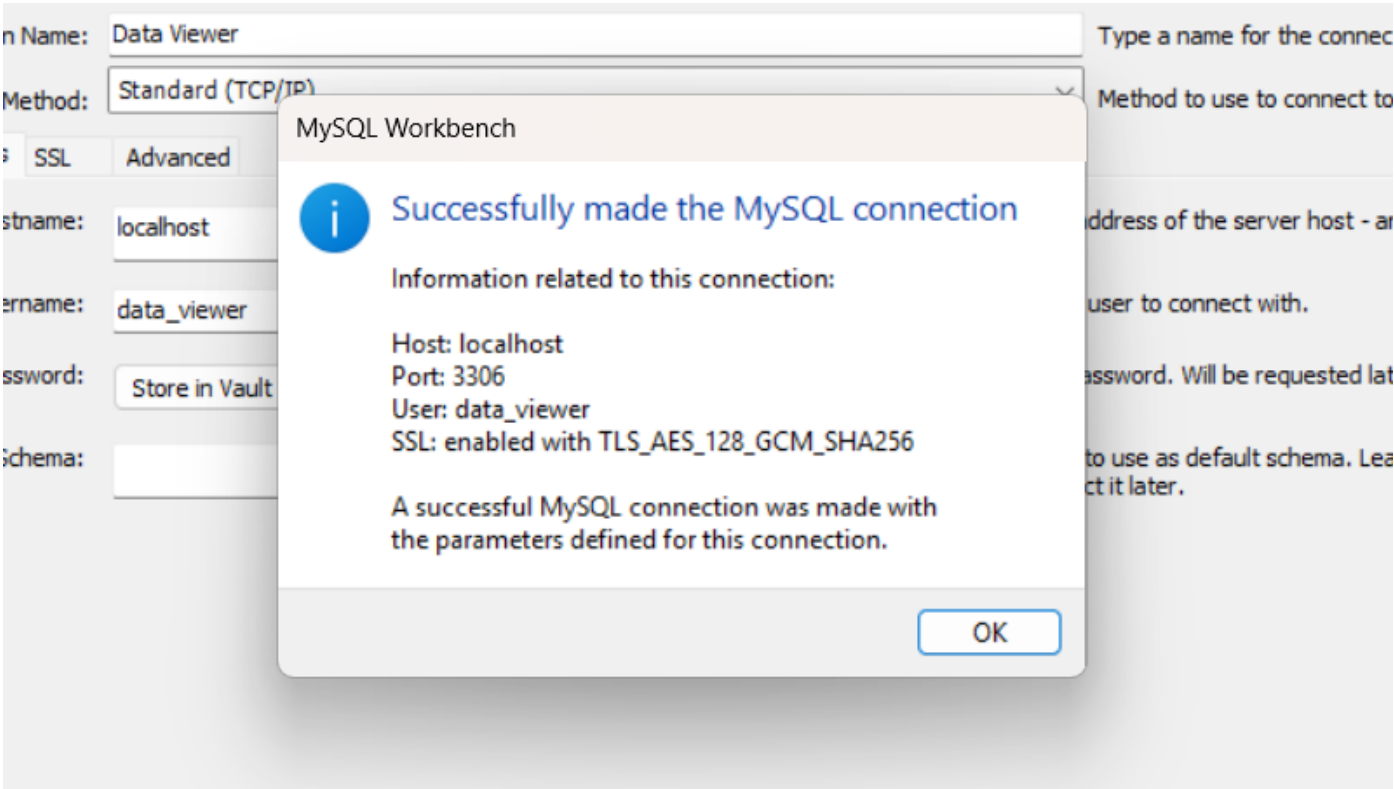 n Name: Data Viewer Type a name for the connec
Method: Standard (TCP/IP) Method to use to connect to
MySQL Workbench
s SSL Advanced
Successfully made the MySQL connection
stname: localhost ddress of the server host - ar
Information related to this connection:
ername: data_viewer user to connect with.
Host: localhost
Port: 3306
ssword: Store in Vault assword. Will be requested lat
User: data_viewer
SSL: enabled with TLS_AES_128_GCM_SHA256
Schema: to use as default schema. Lea
ct it later.
A successful MySQL connection was made with
the parameters defined for this connection.
OK